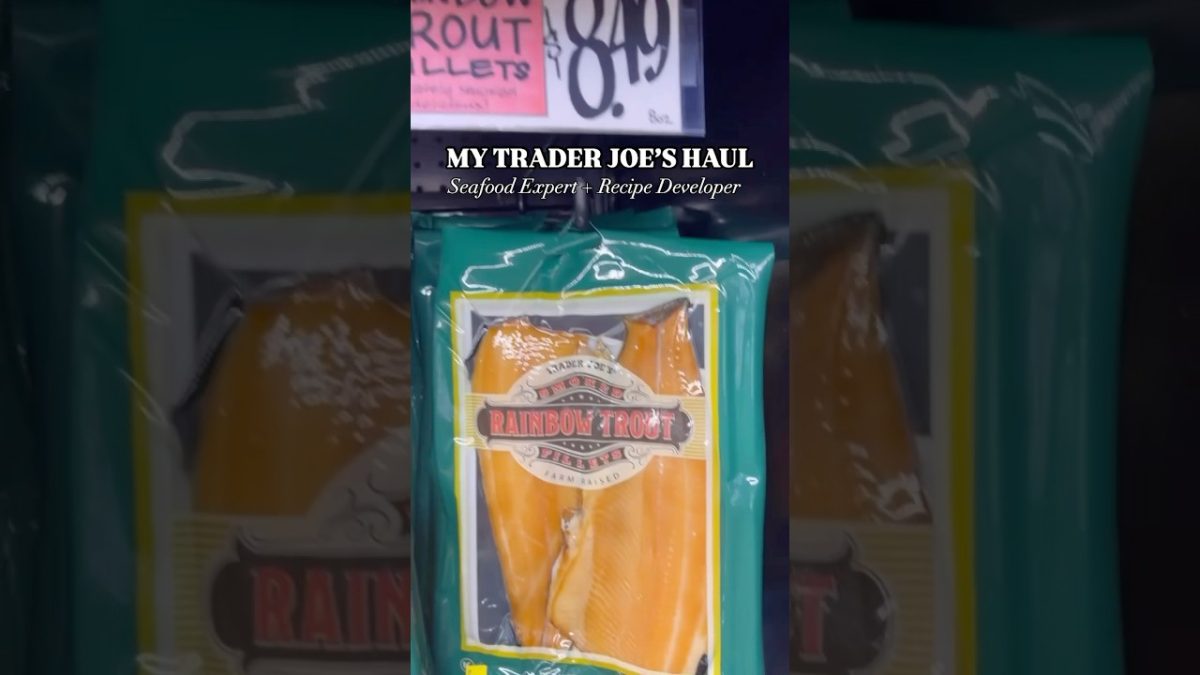 ROUT
8.49
8oz
MY TRADER JOE'S HAUL
Seafood Expert + Recipe Developer
TRADER JOE'S
SMOKED
RAINBOW TROUT
FILLETS
FARM RAISED